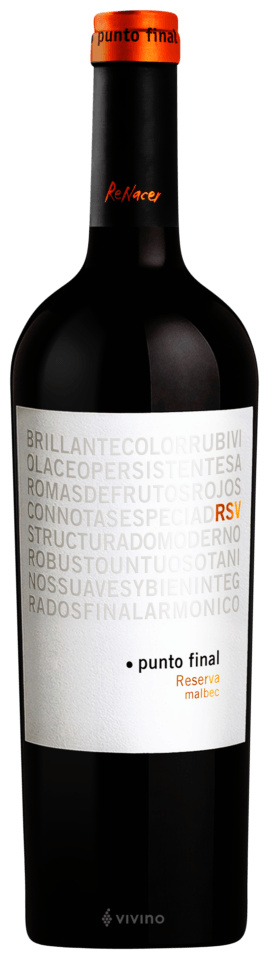 • punto final
ReNacer
BRILLANTECOLORRUBIVI
OLACEOPERSISTENTESA
ROMASDEFRUTOSROJOS
CONNOTASESPECIADRSV
STRUCTURADOMODERNO
ROBUSTOUNTUOSOTANI
NOSSUAVESYBIENINTEG
RADOSFINALARMONICO
• punto final
Reserva
malbec
vivino